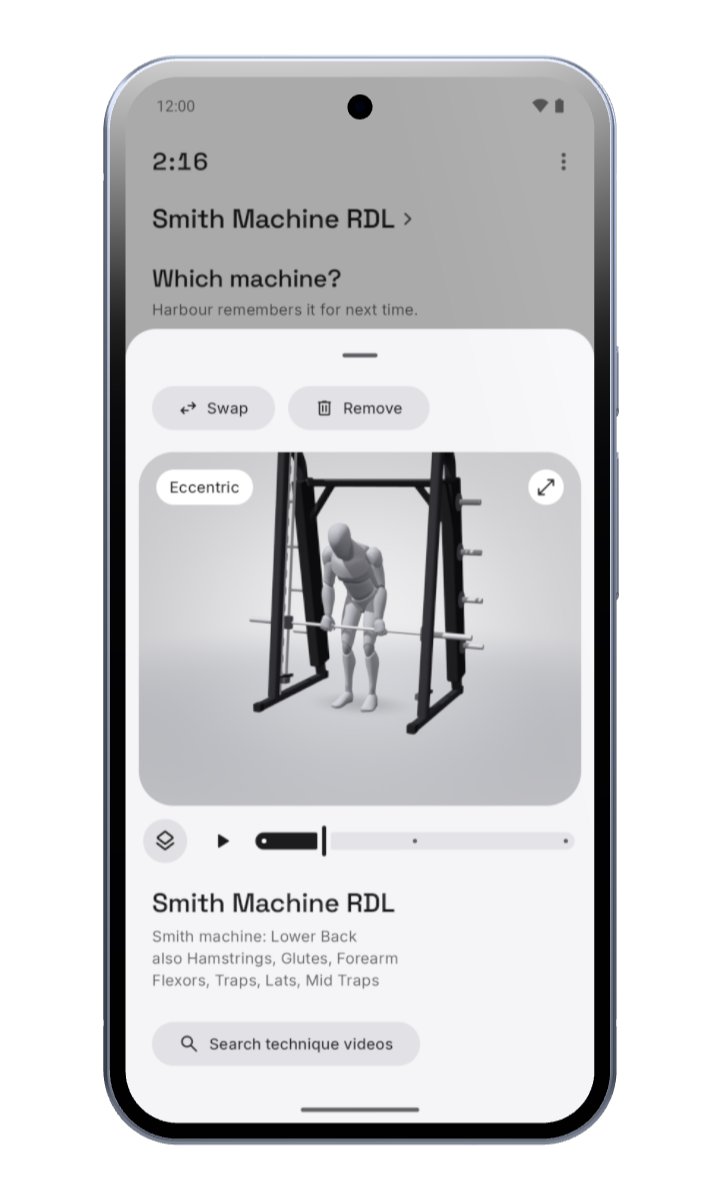 12:00
2:16
Smith Machine RDL
Which machine?
Harbour remembers it for next time.
Swap
Remove
Eccentric
Smith Machine RDL
Smith machine: Lower Back
also Hamstrings, Glutes, Forearm
Flexors, Traps, Lats, Mid Traps
Search technique videos